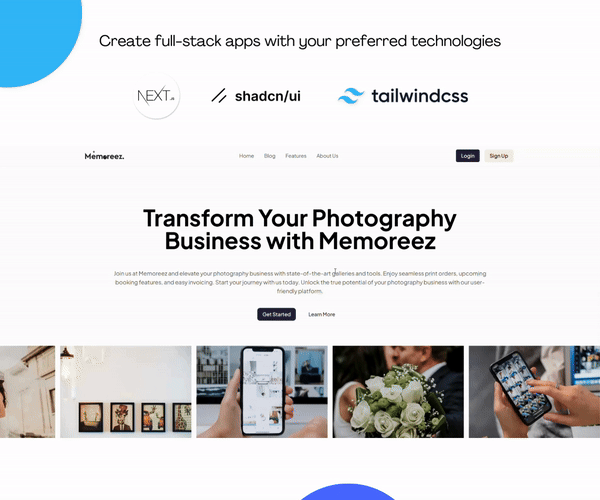 Create full-stack apps with your preferred technologies
NEXT.JS
shadcn/ui
tailwindcss
Memoreez.
Home
Blog
Features
About Us
Login
Sign Up
Transform Your Photography
Business with Memoreez
Join us at Memoreez and elevate your photography business with state-of-the-art galleries and tools. Enjoy seamless print orders, upcoming
booking features, and easy invoicing. Start your journey with us today. Unlock the true potential of your photography business with our user-
friendly platform.
Get Started
Learn More